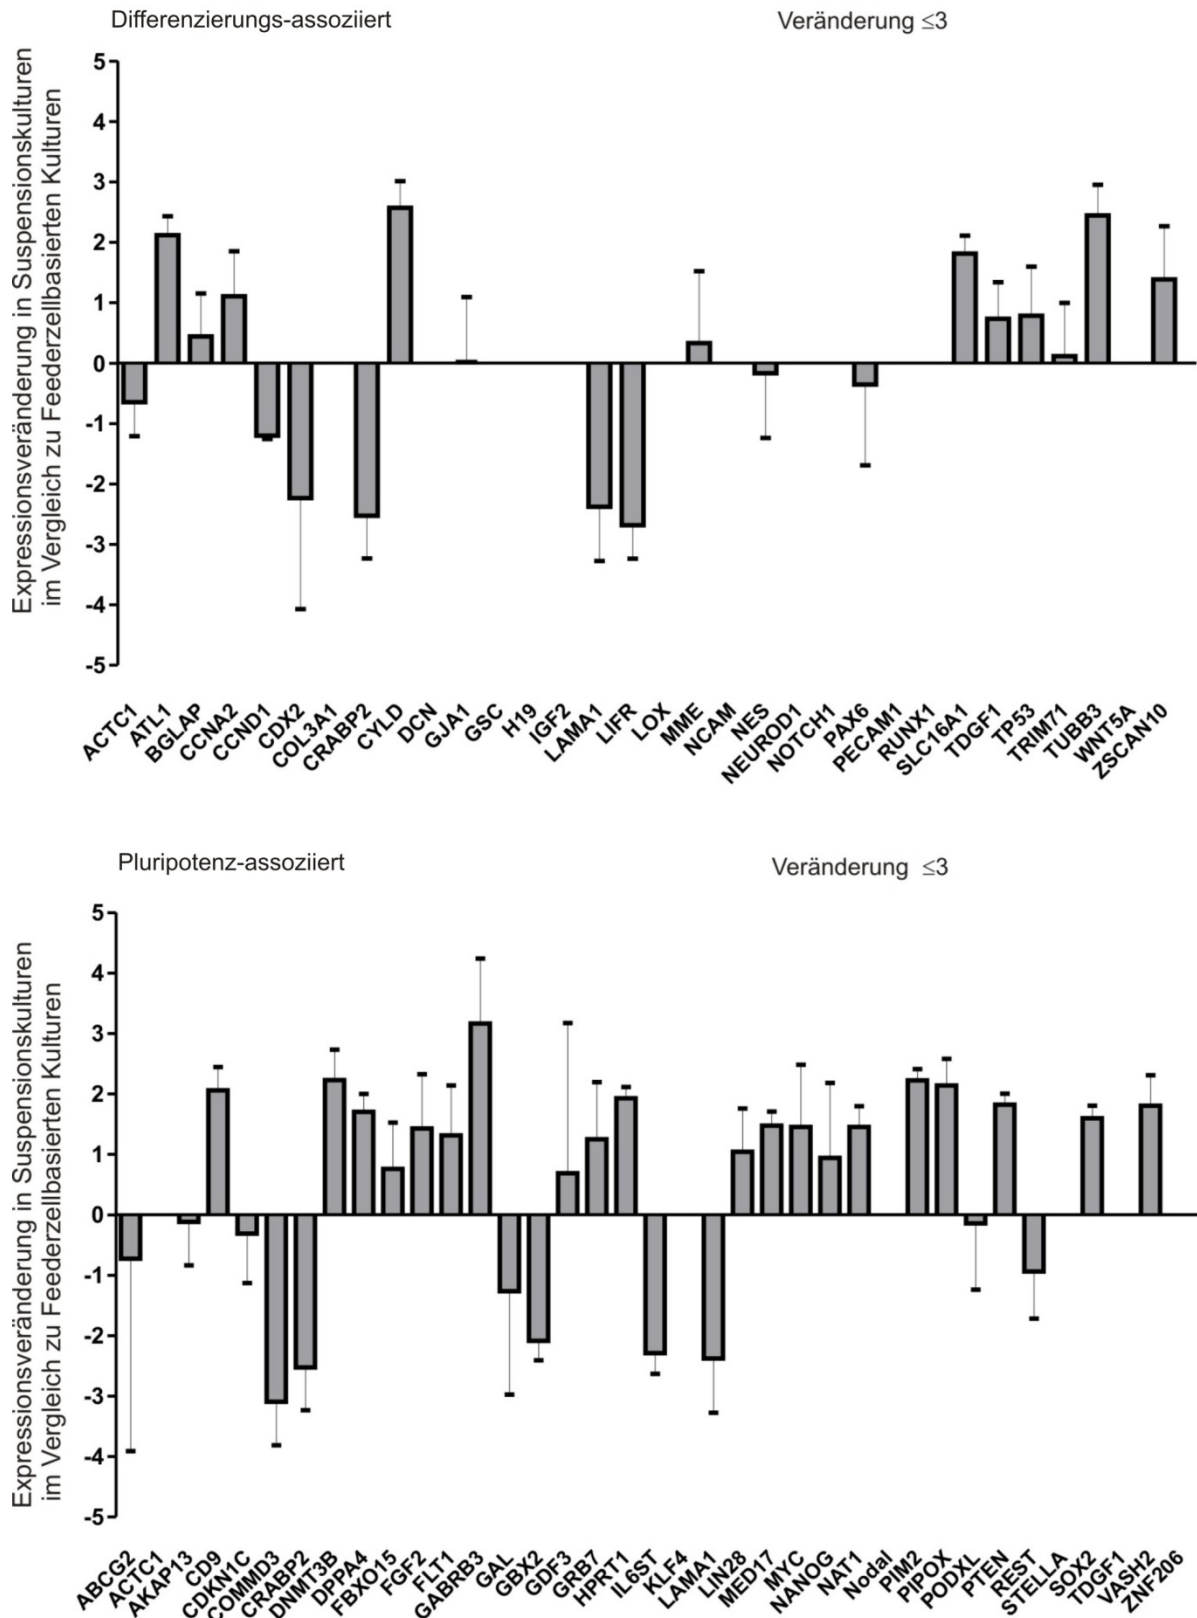 Differenzierungs-assoziiert
Veränderung ≤3
Expressionsveränderung in Suspensionskulturen
im Vergleich zu Feederzellbasierten Kulturen
5
4
3
2
1
0
-1
-2
-3
-4
-5
ACTC1
ATL1
BGLAP
CCNA2
CCND1
CDX2
COL3A1
CRABP2
CYLD
DCN
GJA1
GSC
H19
IGF2
LAMA1
LIFR
LOX
MME
NCAM
NES
NEUROD1
NOTCH1
PAX6
PECAM1
RUNX1
SLC16A1
TDGF1
TP53
TRIM71
TUBB3
WNT5A
ZSCAN10
Pluripotenz-assoziiert
Veränderung ≤3
Expressionsveränderung in Suspensionskulturen
im Vergleich zu Feederzellbasierten Kulturen
5
4
3
2
1
0
-1
-2
-3
-4
-5
ABCG2
ACTC1
AKAP13
CD9
CDKN1C
COMMD3
CRABP2
DNMT3B
DPPA4
FBXO15
FGF2
FLT1
GABRB3
GAL
GBX2
GDF3
GRB7
HPRT1
IL6ST
KLF4
LAMA1
LIN28
MED17
MYC
NANOG
NAT1
Nodal
PIM2
PIPOX
PODXL
PTEN
REST
STELLA
SOX2
TDGF1
VASH2
ZNF206